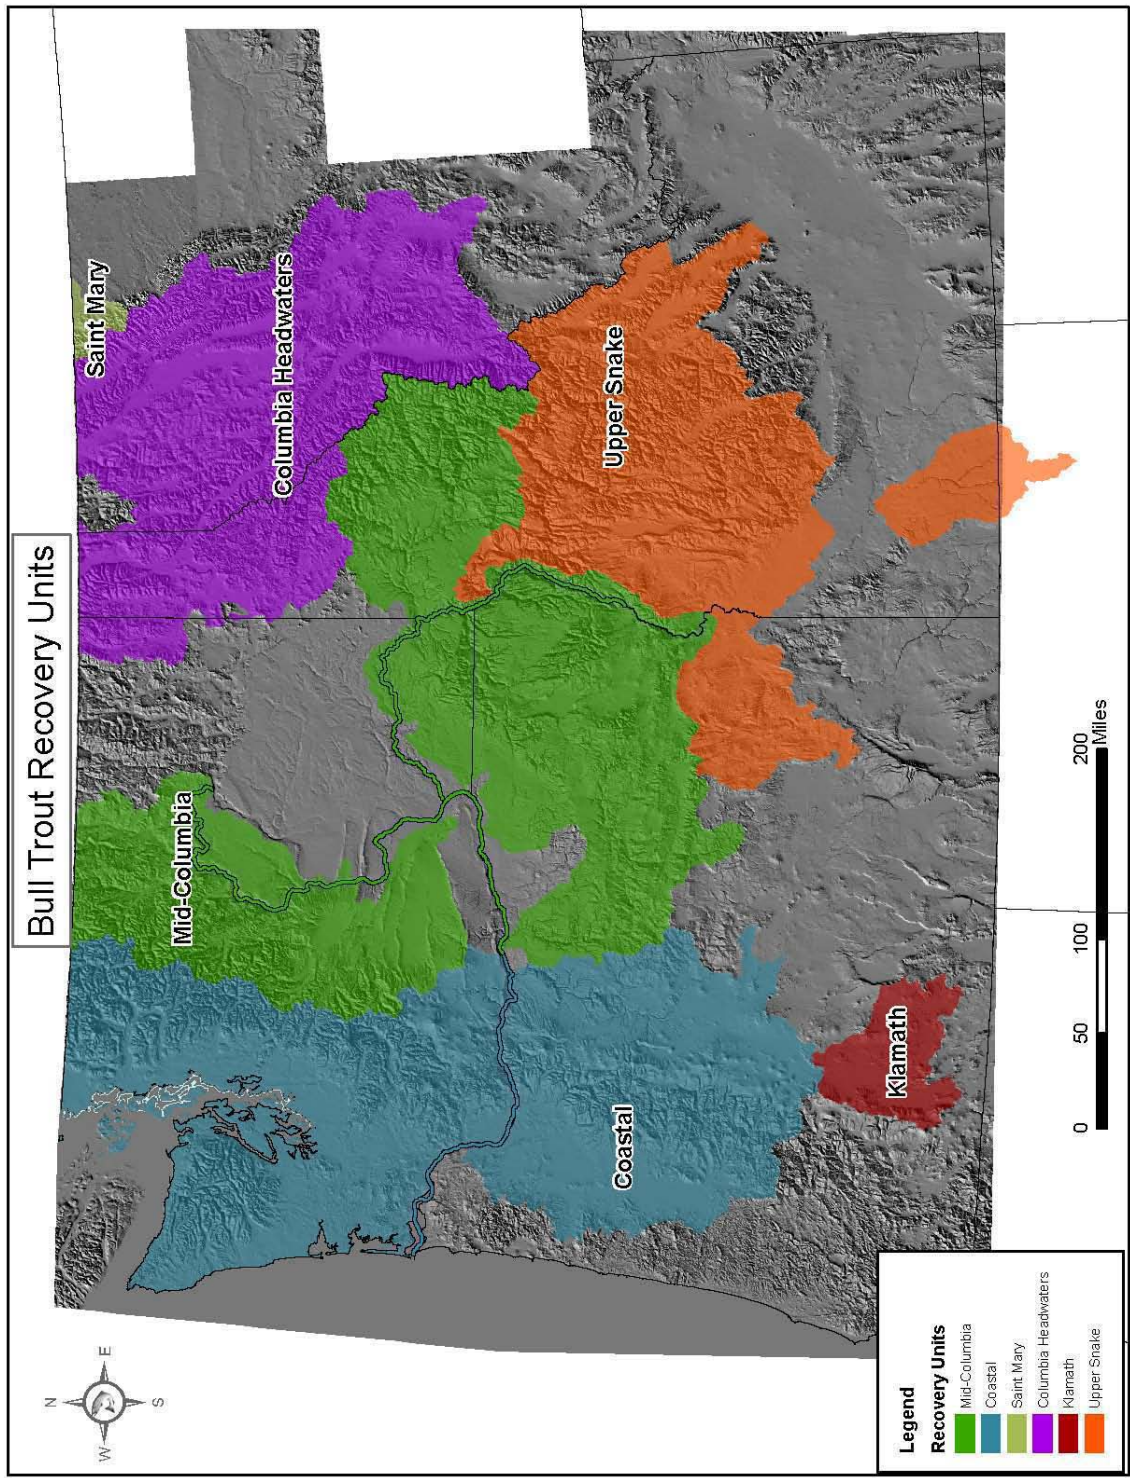 Bull Trout Recovery Units
Saint Mary
Columbia Headwaters
Mid-Columbia
Upper Snake
Coastal
Klamath
N
W
E
S
0
50
100
200
Miles
Legend
Recovery Units
Mid-Columbia
Coastal
Saint Mary
Columbia Headwaters
Klamath
Upper Snake